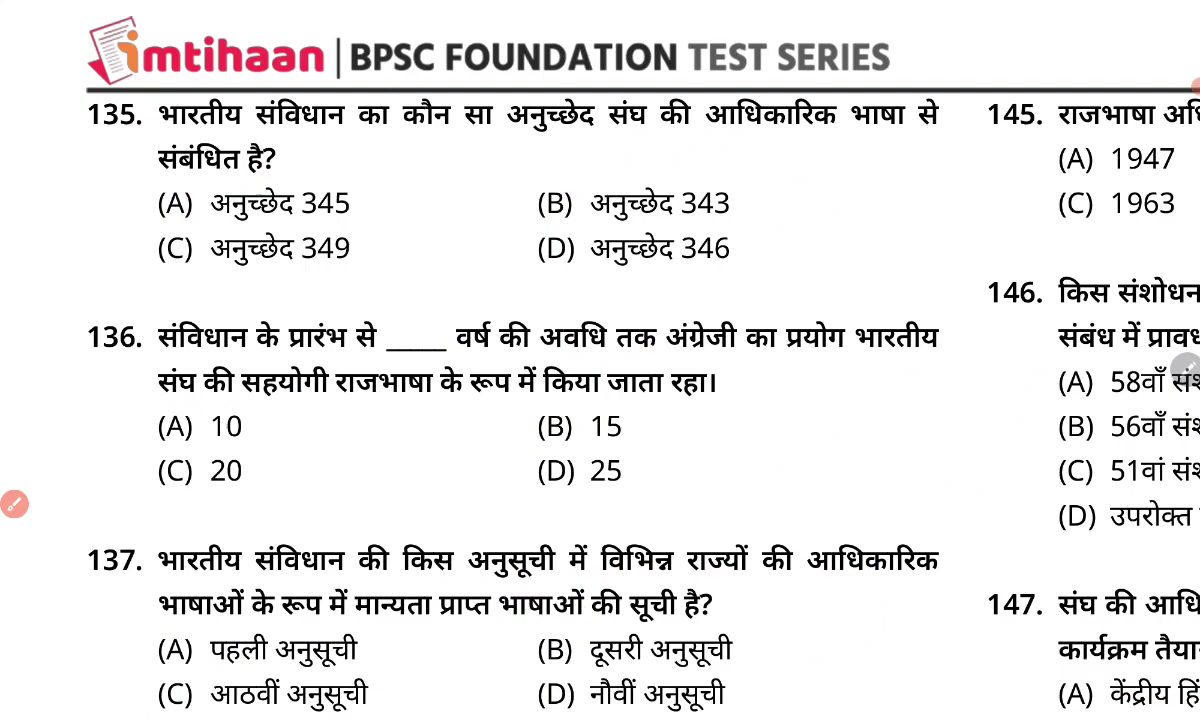 imtihaan | BPSC FOUNDATION TEST SERIES
135. भारतीय संविधान का कौन सा अनुच्छेद संघ की आधिकारिक भाषा से
संबंधित है?
(A) अनुच्छेद 345 (B) अनुच्छेद 343
(C) अनुच्छेद 349 (D) अनुच्छेद 346
136. संविधान के प्रारंभ से _____ वर्ष की अवधि तक अंग्रेजी का प्रयोग भारतीय
संघ की सहयोगी राजभाषा के रूप में किया जाता रहा।
(A) 10 (B) 15
(C) 20 (D) 25
137. भारतीय संविधान की किस अनुसूची में विभिन्न राज्यों की आधिकारिक
भाषाओं के रूप में मान्यता प्राप्त भाषाओं की सूची है?
(A) पहली अनुसूची (B) दूसरी अनुसूची
(C) आठवीं अनुसूची (D) नौवीं अनुसूची
145. राजभाषा
(A) 1947
(C) 1963
146. किस
संबंध में
(A) 58वाँ
(B) 56वाँ
(C) 51वां
(D) उपरोक्त
147. संघ की
कार्यक्रम
(A) केंद्रीय